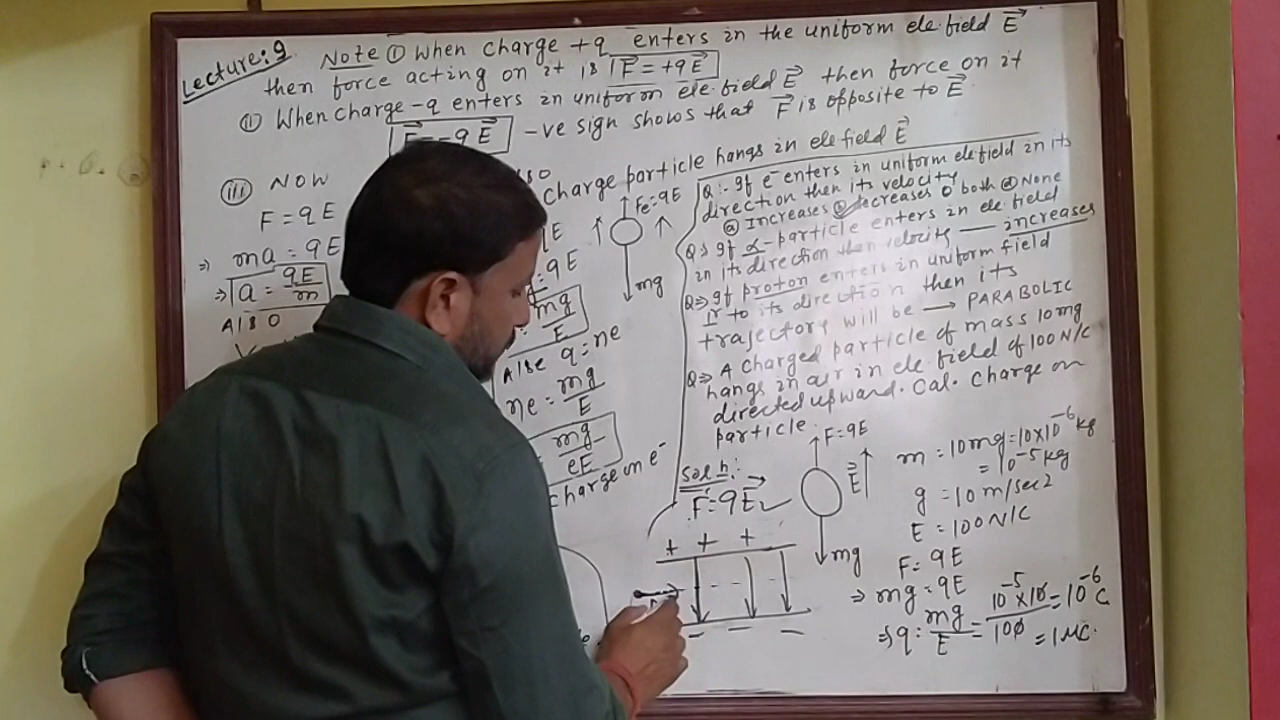 Lecture: 9
Note ① When charge +q enters in the uniform ele. field E→
then force acting on it is F→ = +qE→
② When charge -q enters in uniform ele. field E→ then force on it
F→ = -qE→ -ve sign shows that F→ is opposite to E→
③ NOW
F = qE
⇒ ma = qE
⇒ a = qE/m
Also
charge particle hangs in ele field E→
qE
= qE
mg/E
Also q = ne
ne = mg/E
mg/eE
charge on e⁻
Fe = qE
mg
Q:- If e⁻ enters in uniform ele field in its
direction then its velocity
ⓐ Increases ⓑ decreases ⓒ both ⓓ None
Q⇒ If α-particle enters in ele field
in its direction then velocity — increases
Q⇒ If proton enters in uniform field
⊥r to its direction then its
trajectory will be → PARABOLIC
Q⇒ A charged particle of mass 10mg
hangs in air in ele. field of 100 N/C
directed upward. Cal. charge on
particle.
Soln:
F→ = qE→
F = qE
E→
mg
m = 10mg = 10×10⁻⁶ kg
= 10⁻⁵ kg
g = 10 m/sec²
E = 100 N/C
F = qE
⇒ mg = qE
⇒ q = mg/E = 10⁻⁵×10/100 = 10⁻⁶ C
= 1 μC.
+ + +
- - -